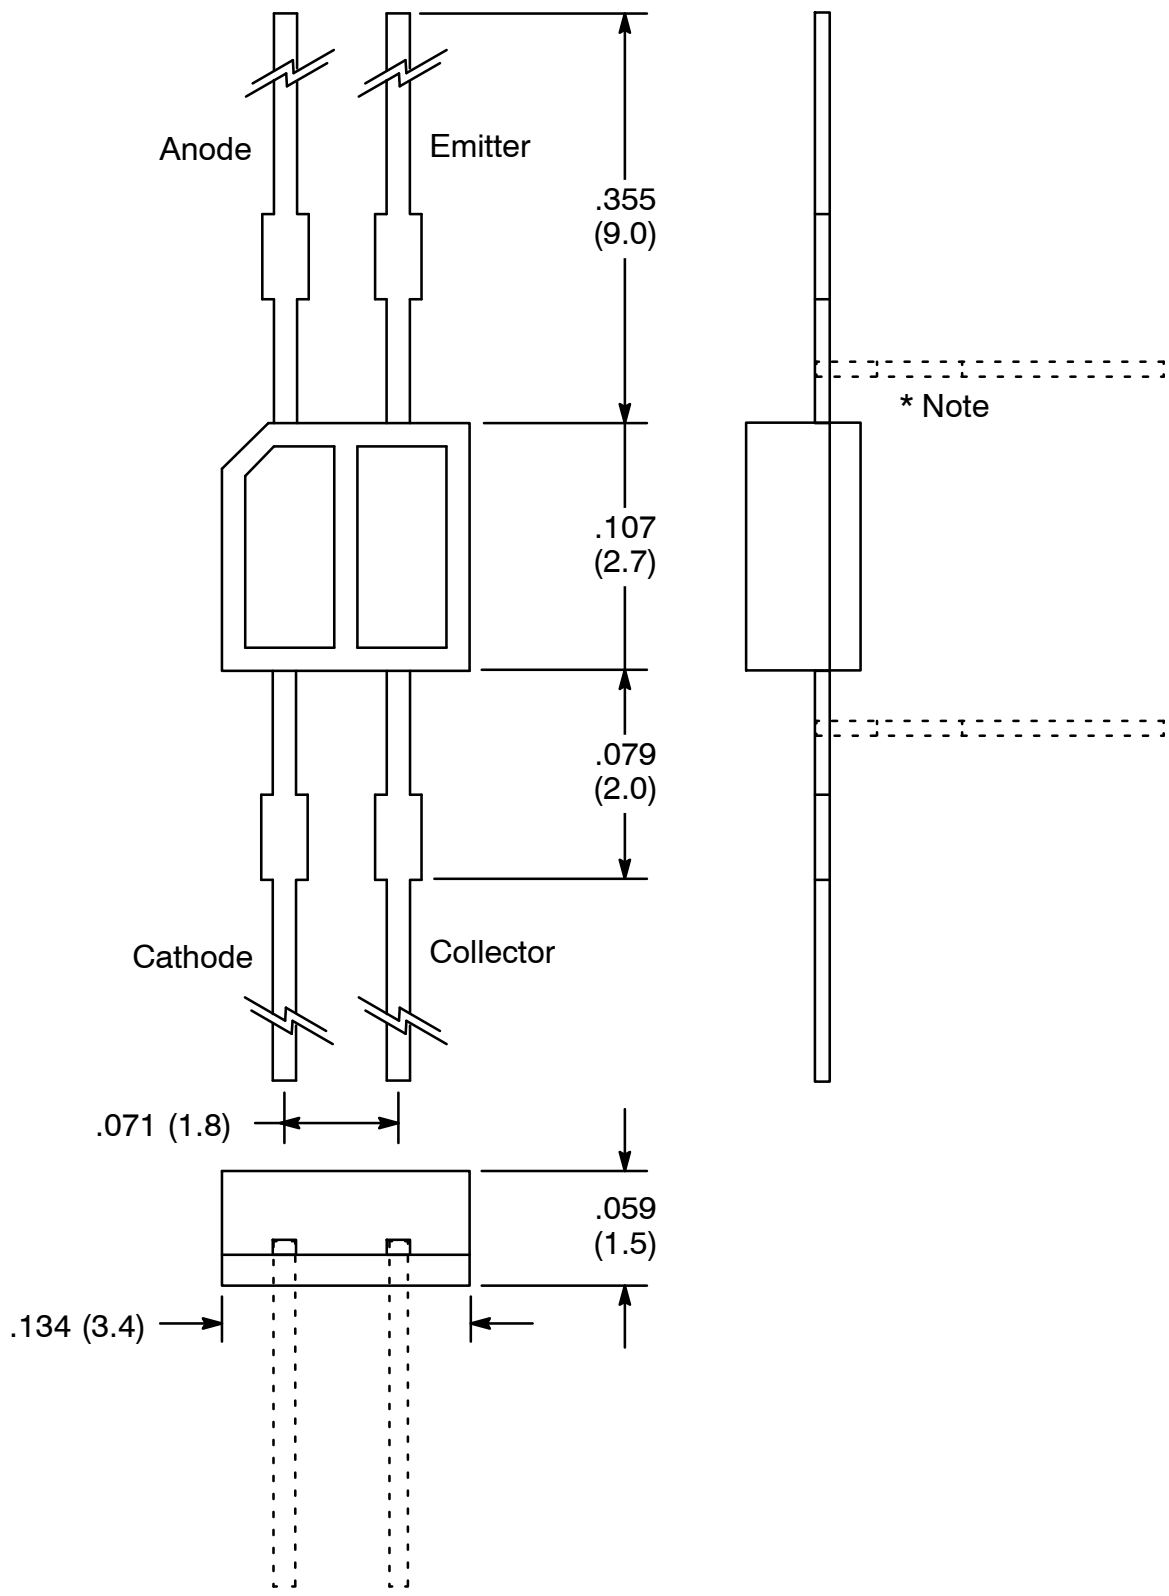 Anode
Emitter
.355
(9.0)
* Note
.107
(2.7)
.079
(2.0)
Cathode
Collector
.071 (1.8)
.059
(1.5)
.134 (3.4)